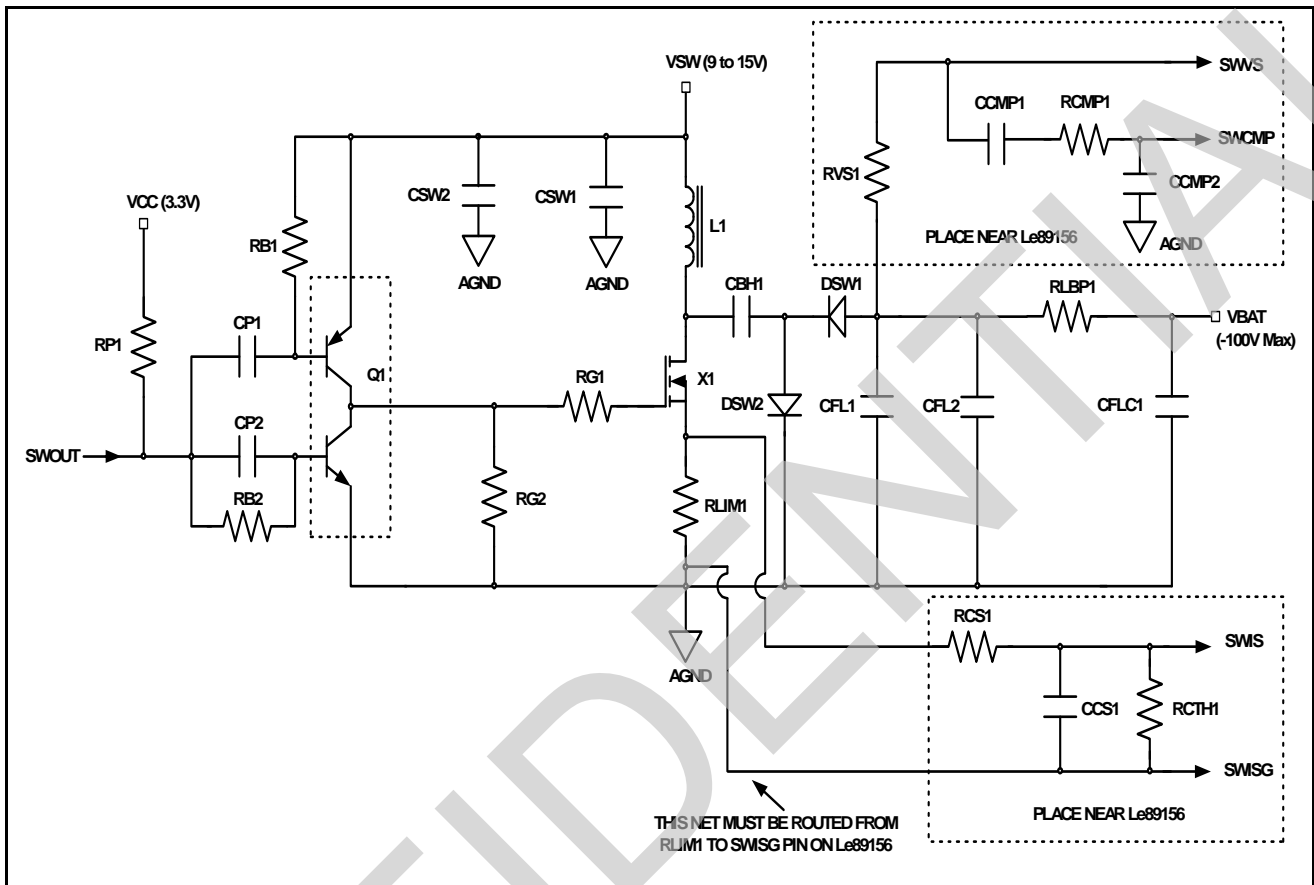 VSW (9 to 15V)
SWVS
CCMP1
RCMP1
SWCMP
RVS1
CCMP2
AGND
PLACE NEAR Le89156
VCC (3.3V)
RB1
CSW2
CSW1
L1
AGND
AGND
RP1
CP1
CBH1
DSW1
RLBP1
VBAT
(-100V Max)
Q1
RG1
X1
DSW2
CFL1
CFL2
CFLC1
CP2
SWOUT
RB2
RG2
RLIM1
AGND
RCS1
SWIS
CCS1
RCTH1
SWISG
PLACE NEAR Le89156
THIS NET MUST BE ROUTED FROM
RLIM1 TO SWISG PIN ON Le89156
FIDENTIAL